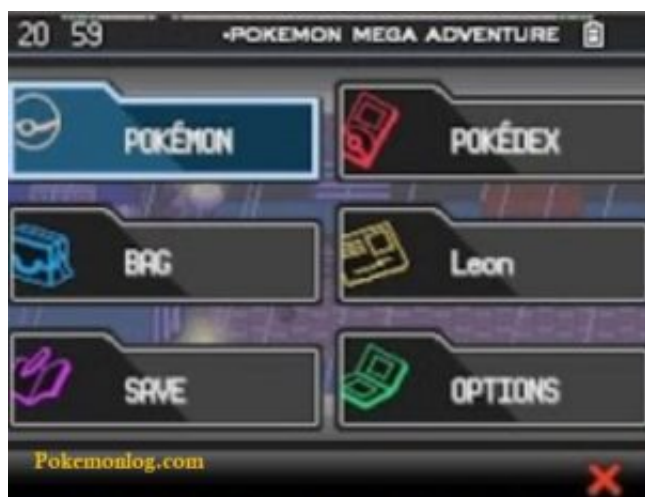 20 59 •POKEMON MEGA ADVENTURE
POKÉMON POKÉDEX
BAG Leon
SAVE OPTIONS
Pokemonlog.com